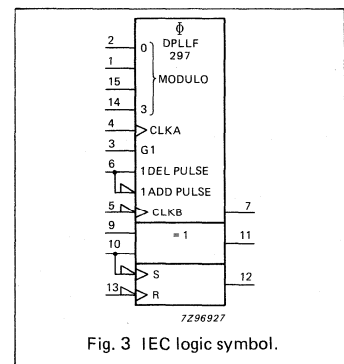 Φ
DPLLF
297
2 0
1 MODULO
15
14 3
4 CLKA
3 G1
6 1 DEL PULSE
1 ADD PULSE
5 CLKB 7
9 = 1 11
10
S 12
13 R
7Z96927
Fig. 3 IEC logic symbol.